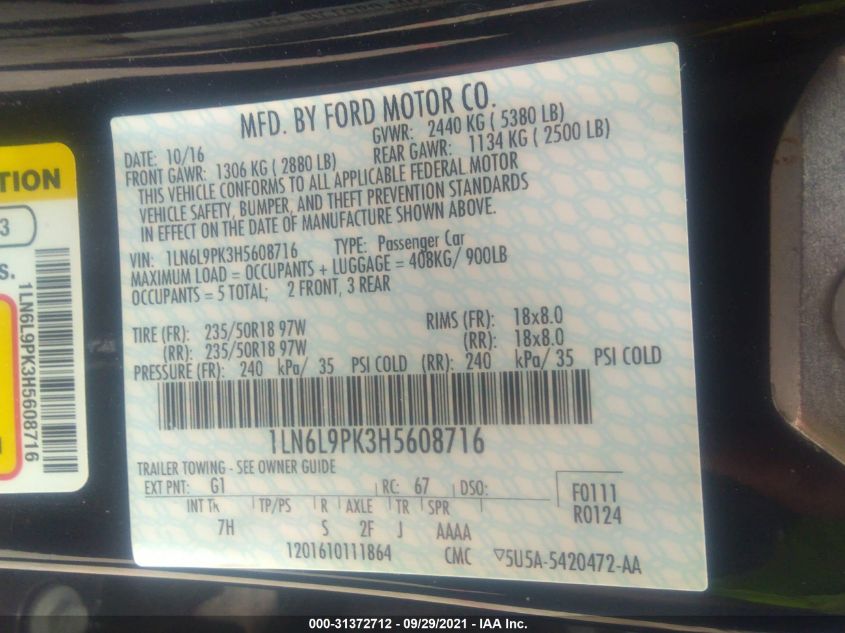 MFD. BY FORD MOTOR CO.
DATE: 10/16 GVWR: 2440 KG ( 5380 LB)
FRONT GAWR: 1306 KG ( 2880 LB) REAR GAWR: 1134 KG ( 2500 LB)
THIS VEHICLE CONFORMS TO ALL APPLICABLE FEDERAL MOTOR
VEHICLE SAFETY, BUMPER, AND THEFT PREVENTION STANDARDS
IN EFFECT ON THE DATE OF MANUFACTURE SHOWN ABOVE.
VIN: 1LN6L9PK3H5608716 TYPE: Passenger Car
MAXIMUM LOAD = OCCUPANTS + LUGGAGE = 408KG/ 900LB
OCCUPANTS = 5 TOTAL; 2 FRONT, 3 REAR
TIRE (FR): 235/50R18 97W RIMS (FR): 18x8.0
(RR): 235/50R18 97W (RR): 18x8.0
PRESSURE (FR): 240 kPa/ 35 PSI COLD (RR): 240 kPa/ 35 PSI COLD
1LN6L9PK3H5608716
TRAILER TOWING - SEE OWNER GUIDE
EXT PNT: G1 RC: 67 DSO: F0111
INT TR TP/PS R AXLE TR SPR R0124
7H S 2F J AAAA
1201610111864 CMC ▽5U5A-5420472-AA
TION
3
S.
1LN6L9PK3H5608716
000-31372712 - 09/29/2021 - IAA Inc.